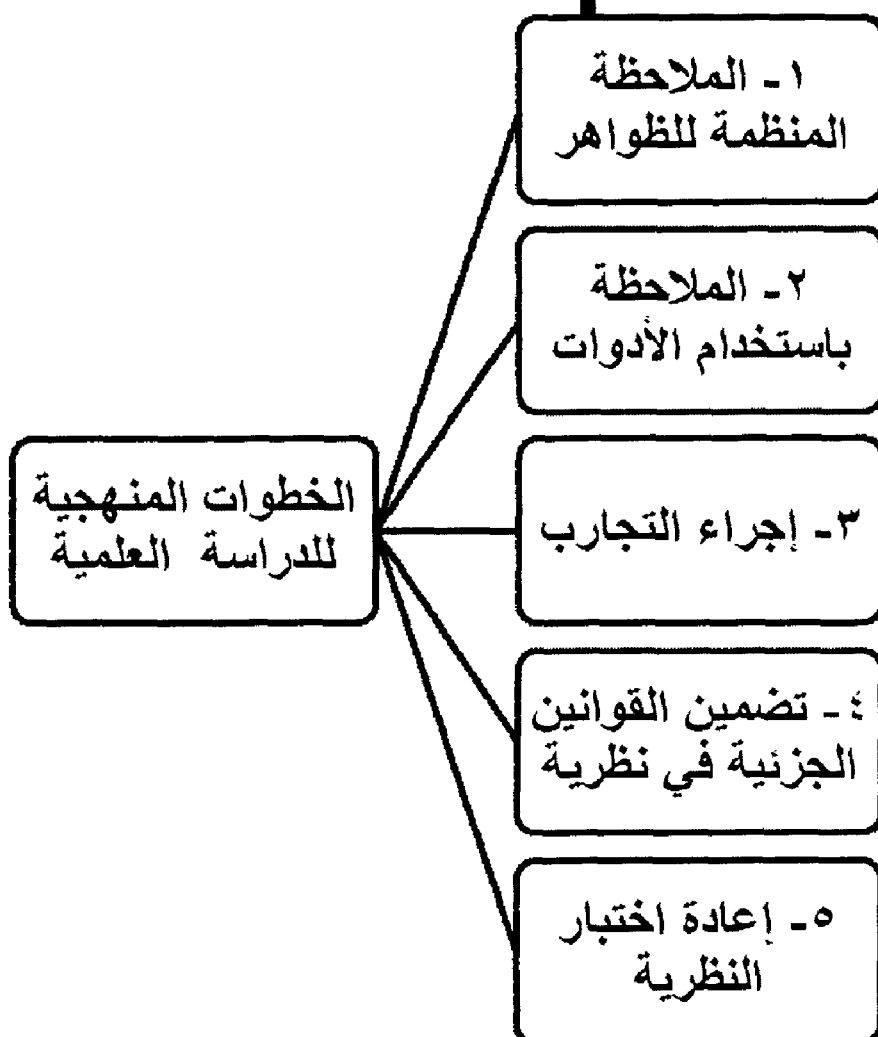 ١- الملاحظة
المنظمة للظواهر
٢- الملاحظة
باستخدام الأدوات
٣- إجراء التجارب
الخطوات المنهجية
للدراسة العلمية
٤- تضمين القوانين
الجزئية في نظرية
٥- إعادة اختبار
النظرية